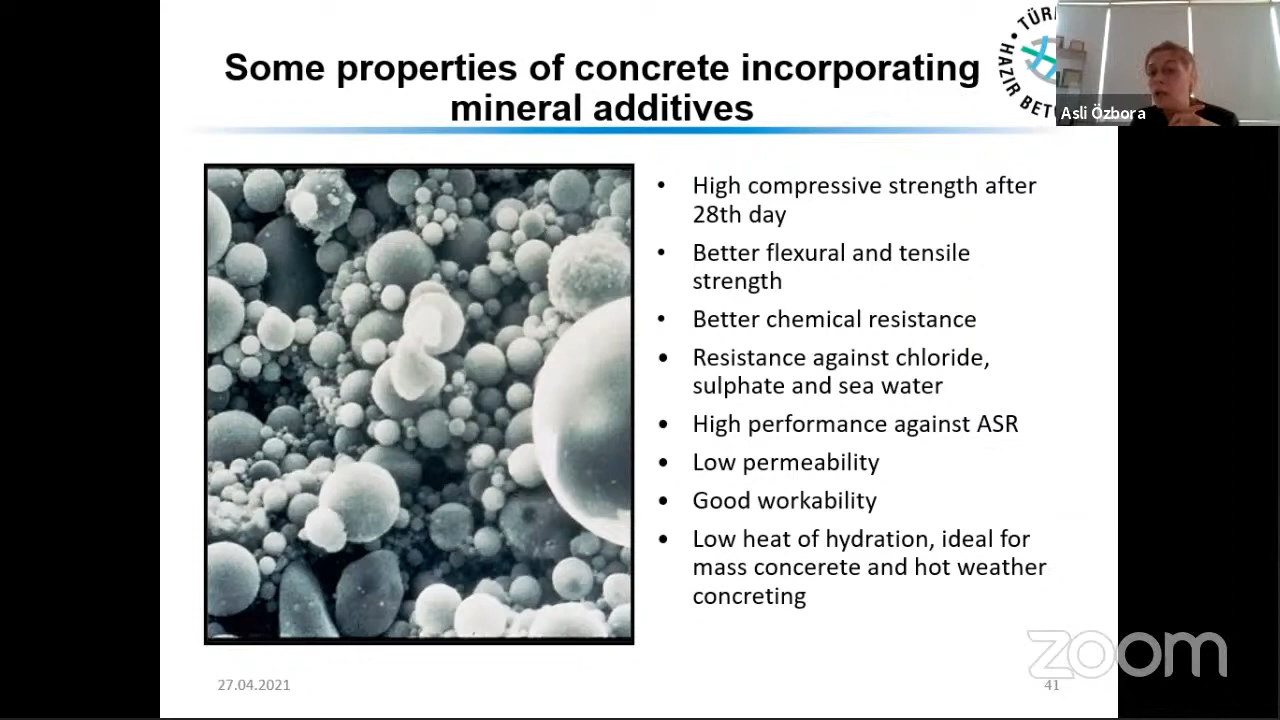 Some properties of concrete incorporating
mineral additives
TÜR
HAZIR BET
Asli Özbora
• High compressive strength after
28th day
• Better flexural and tensile
strength
• Better chemical resistance
• Resistance against chloride,
sulphate and sea water
• High performance against ASR
• Low permeability
• Good workability
• Low heat of hydration, ideal for
mass concerete and hot weather
concreting
zoom
27.04.2021
41